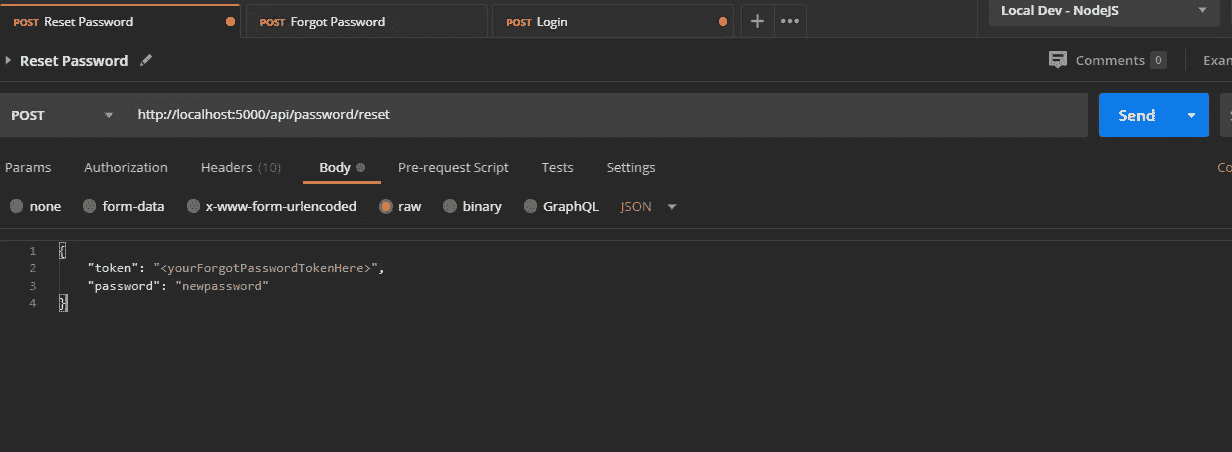 POST Reset Password POST Forgot Password POST Login + ••• Local Dev - NodeJS
Reset Password Comments 0 Exam
POST http://localhost:5000/api/password/reset Send
Params Authorization Headers (10) Body Pre-request Script Tests Settings Co
none form-data x-www-form-urlencoded raw binary GraphQL JSON
1 {
2 "token": "<yourForgotPasswordTokenHere>",
3 "password": "newpassword"
4 }